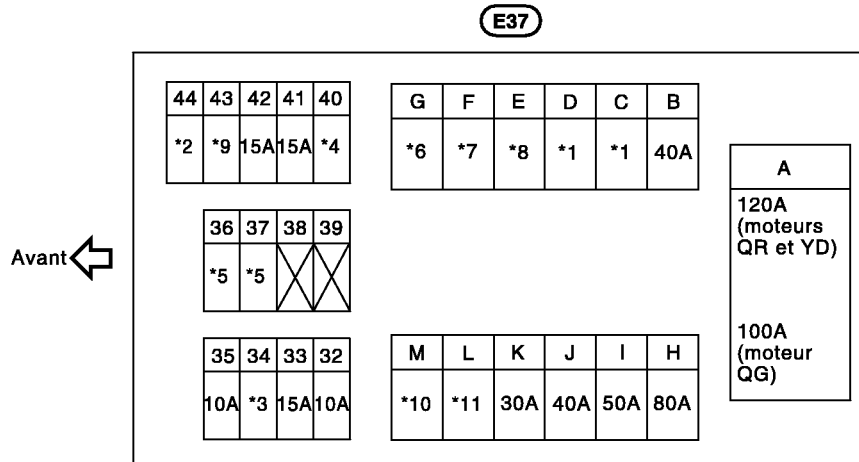 E37
44 43 42 41 40
*2 *9 15A 15A *4
G F E D C B
*6 *7 *8 *1 *1 40A
A
120A
(moteurs
QR et YD)
100A
(moteur
QG)
36 37 38 39
*5 *5
Avant
35 34 33 32
10A *3 15A 10A
M L K J I H
*10 *11 30A 40A 50A 80A